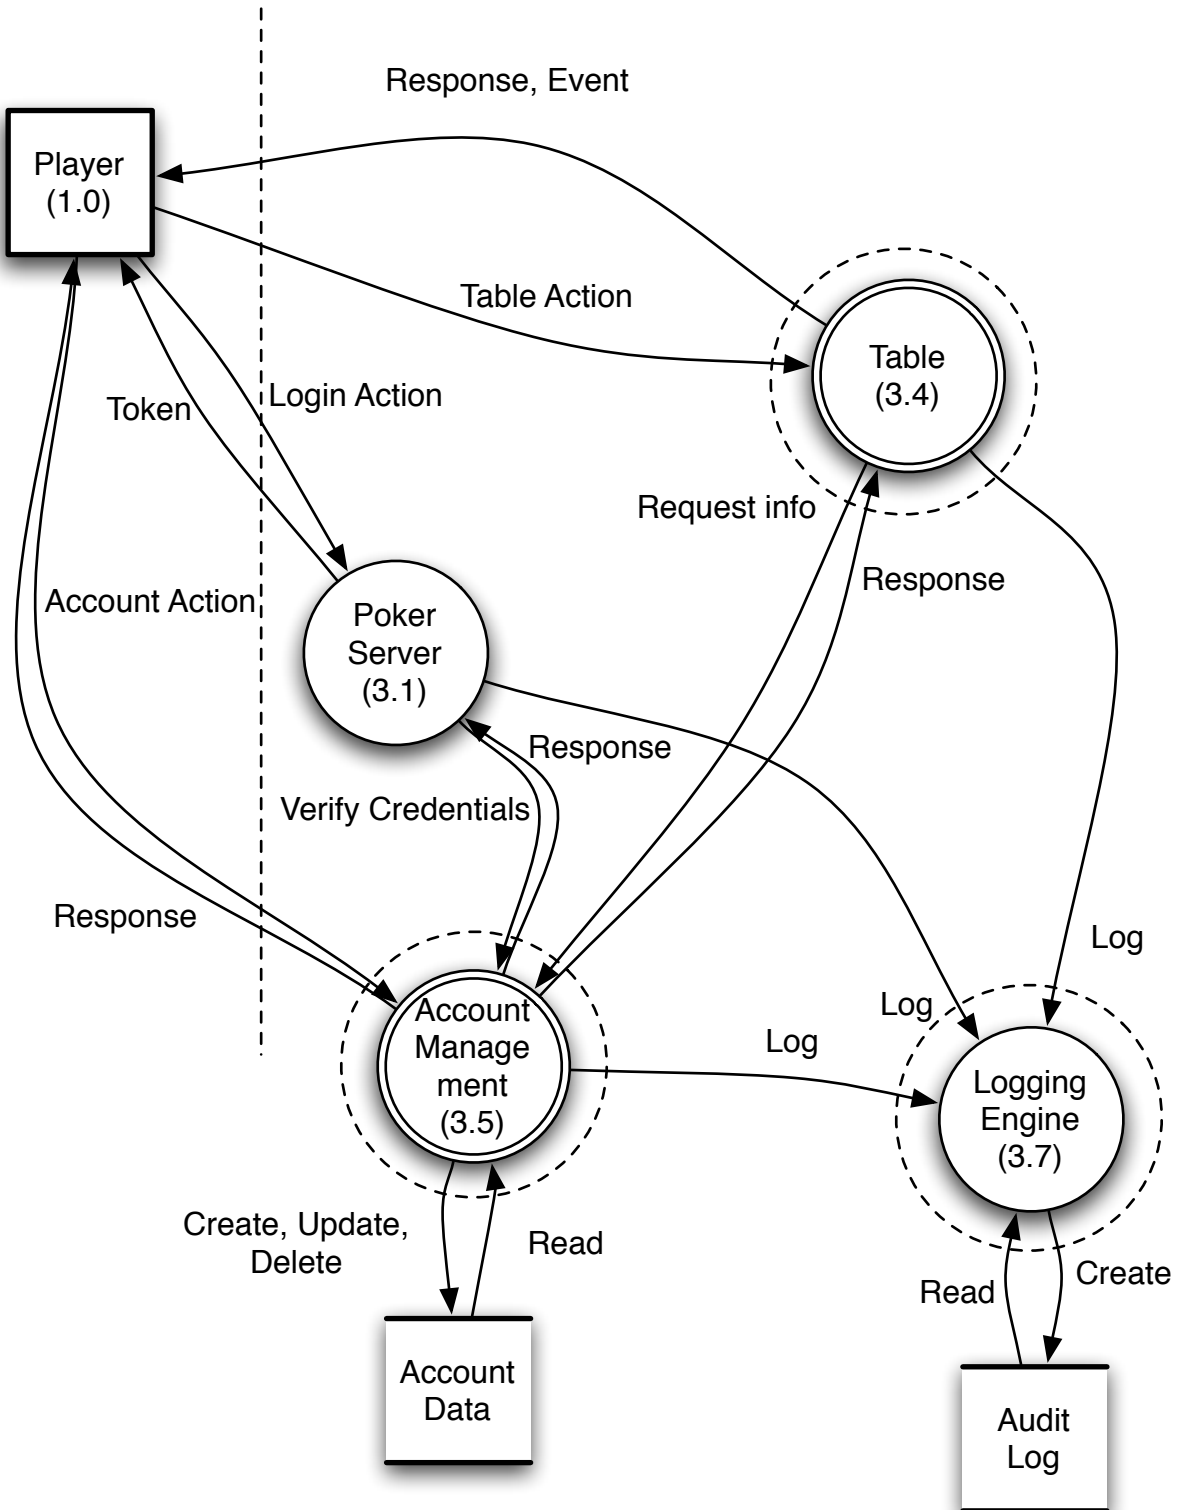 Response, Event
Player
(1.0)
Table Action
Table
(3.4)
Login Action
Token
Request info
Response
Account Action
Poker
Server
(3.1)
Response
Verify Credentials
Response
Log
Log
Log
Account
Manage
ment
(3.5)
Logging
Engine
(3.7)
Create, Update,
Delete
Read
Read
Create
Account
Data
Audit
Log